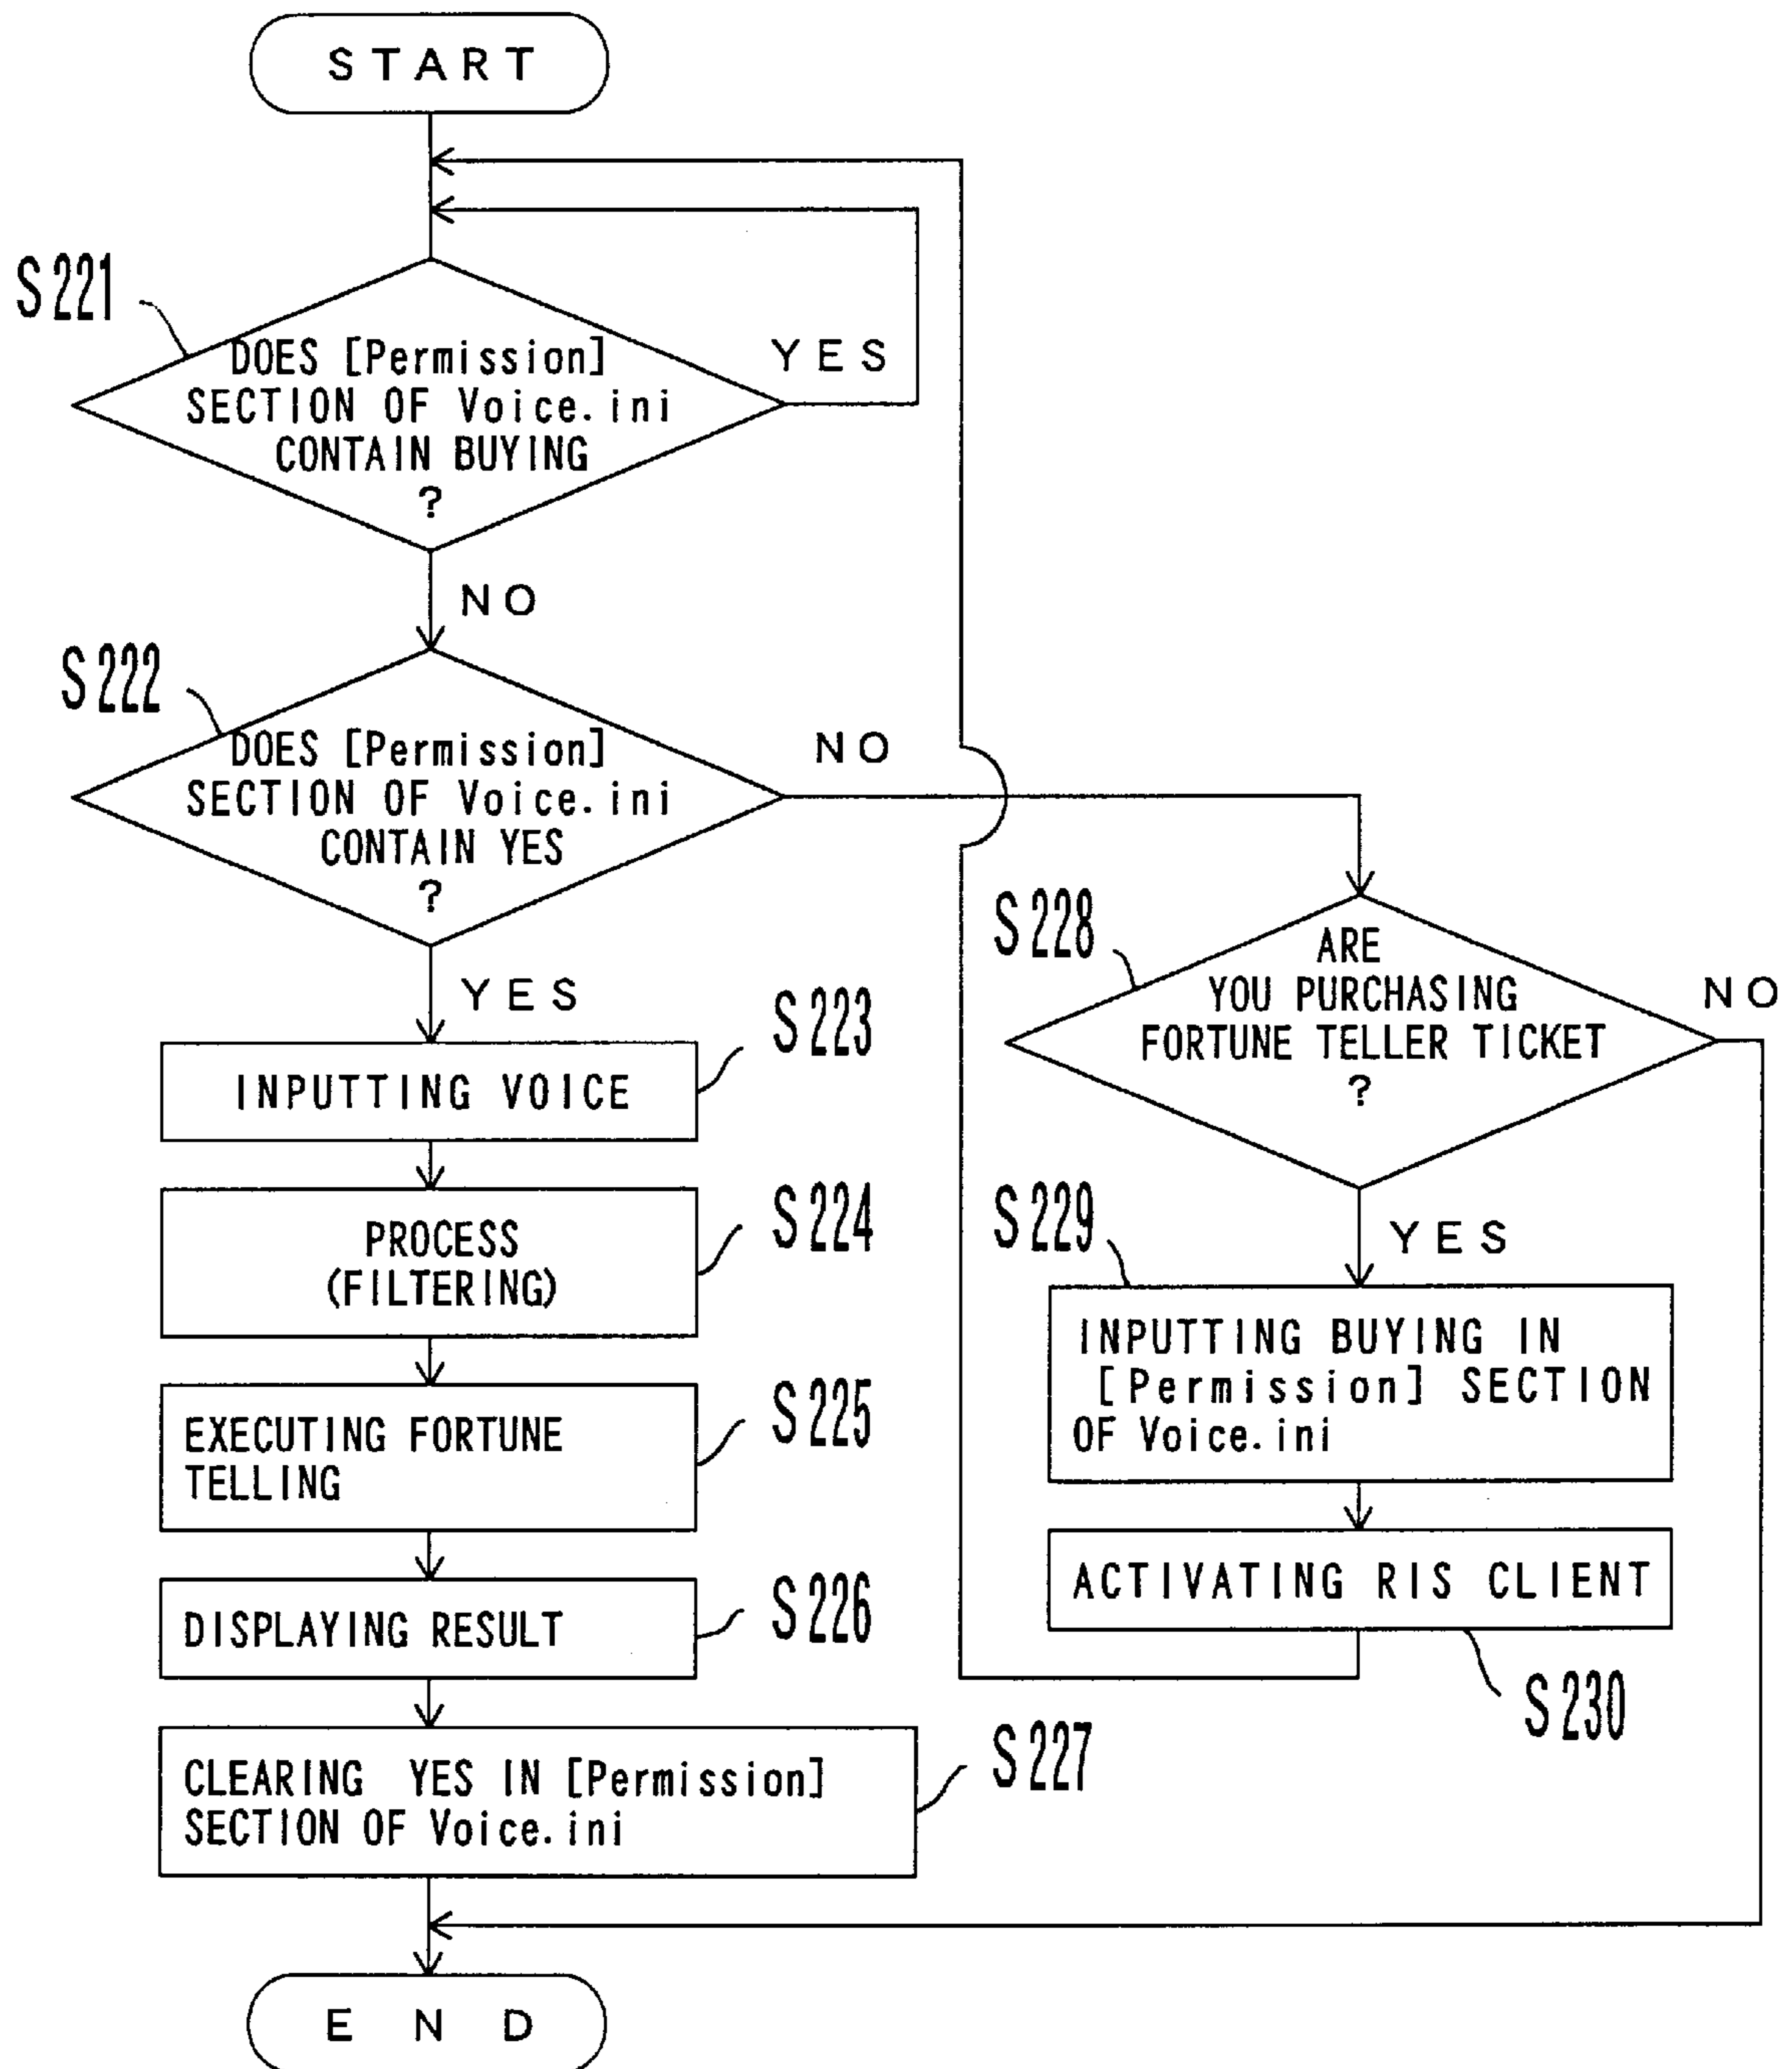 START
S221
DOES [Permission]
SECTION OF Voice.ini
CONTAIN BUYING
?
YES
NO
S222
DOES [Permission]
SECTION OF Voice.ini
CONTAIN YES
?
NO
YES
S223
INPUTTING VOICE
S224
PROCESS
(FILTERING)
S225
EXECUTING FORTUNE
TELLING
S226
DISPLAYING RESULT
S227
CLEARING YES IN [Permission]
SECTION OF Voice.ini
S228
ARE
YOU PURCHASING
FORTUNE TELLER TICKET
?
NO
YES
S229
INPUTTING BUYING IN
[Permission] SECTION
OF Voice.ini
ACTIVATING RIS CLIENT
S230
END